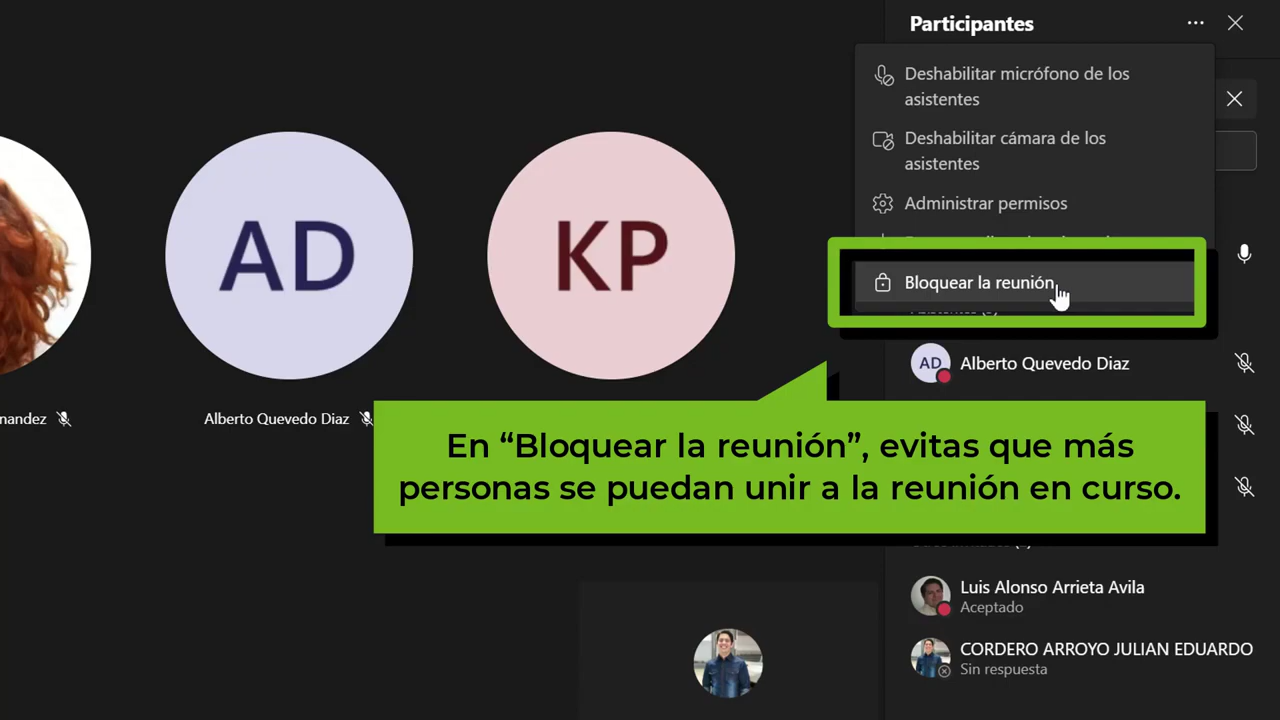 Participantes
Deshabilitar micrófono de los
asistentes
Deshabilitar cámara de los
asistentes
Administrar permisos
Bloquear la reunión
AD
KP
AD Alberto Quevedo Diaz
nandez
Alberto Quevedo Diaz
En “Bloquear la reunión”, evitas que más
personas se puedan unir a la reunión en curso.
Luis Alonso Arrieta Avila
Aceptado
CORDERO ARROYO JULIAN EDUARDO
Sin respuesta